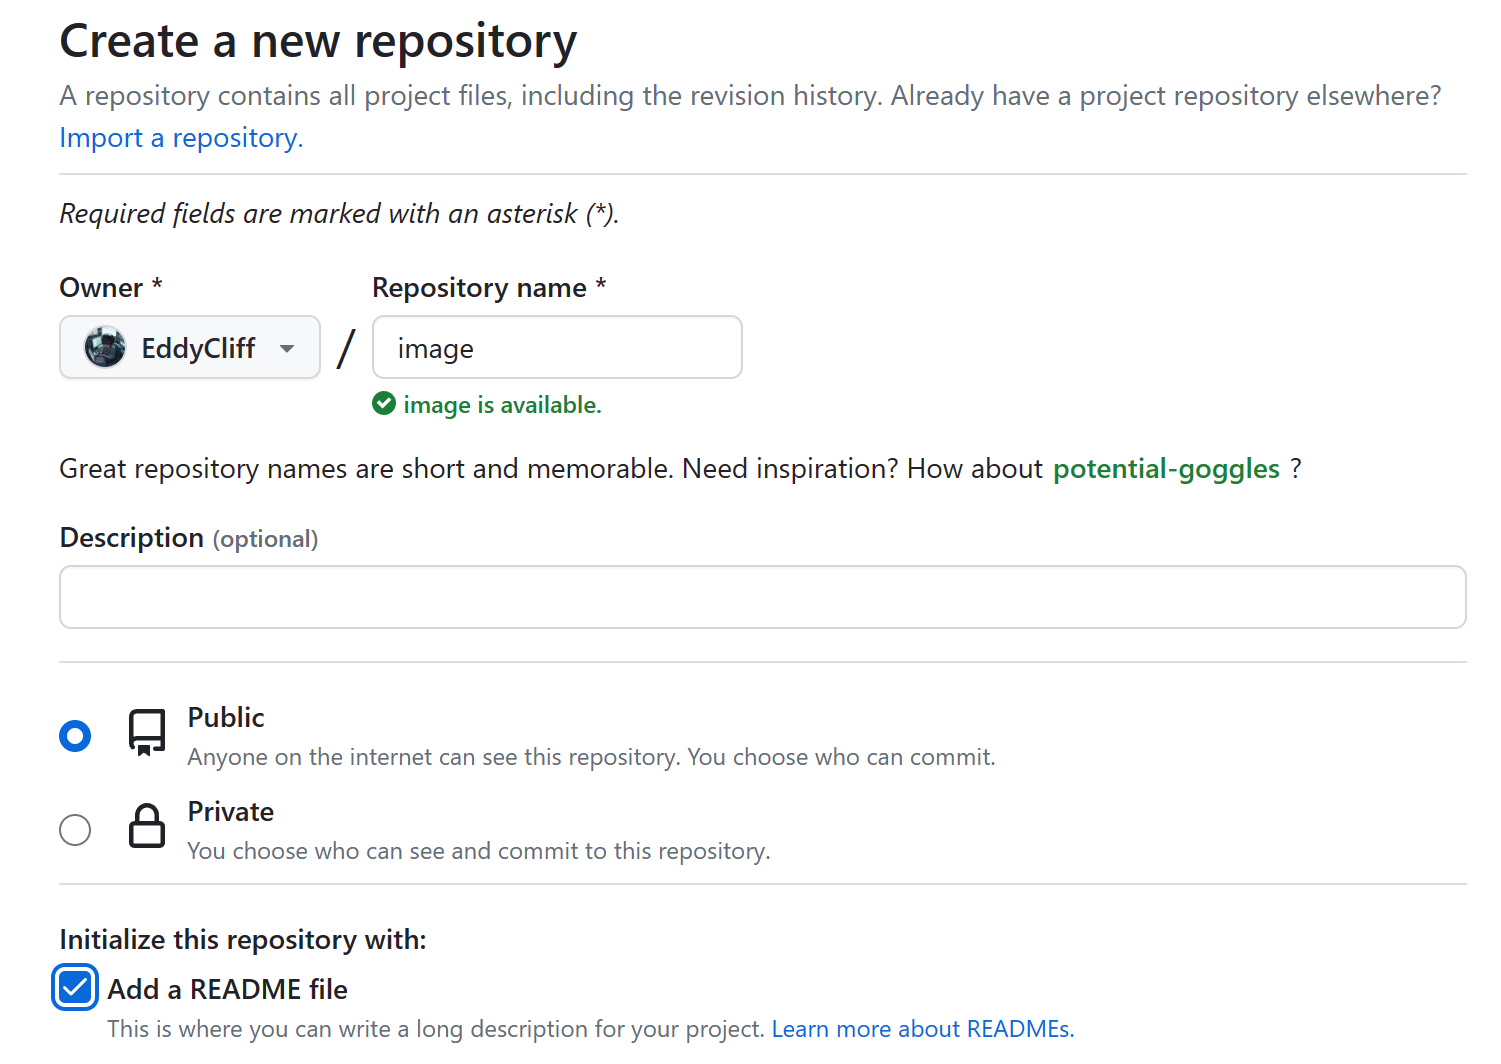 Create a new repository
A repository contains all project files, including the revision history. Already have a project repository elsewhere?
Import a repository.
Required fields are marked with an asterisk (*).
Owner *
Repository name *
EddyCliff
/
image
image is available.
Great repository names are short and memorable. Need inspiration? How about potential-goggles ?
Description (optional)
Public
Anyone on the internet can see this repository. You choose who can commit.
Private
You choose who can see and commit to this repository.
Initialize this repository with:
Add a README file
This is where you can write a long description for your project. Learn more about READMEs.